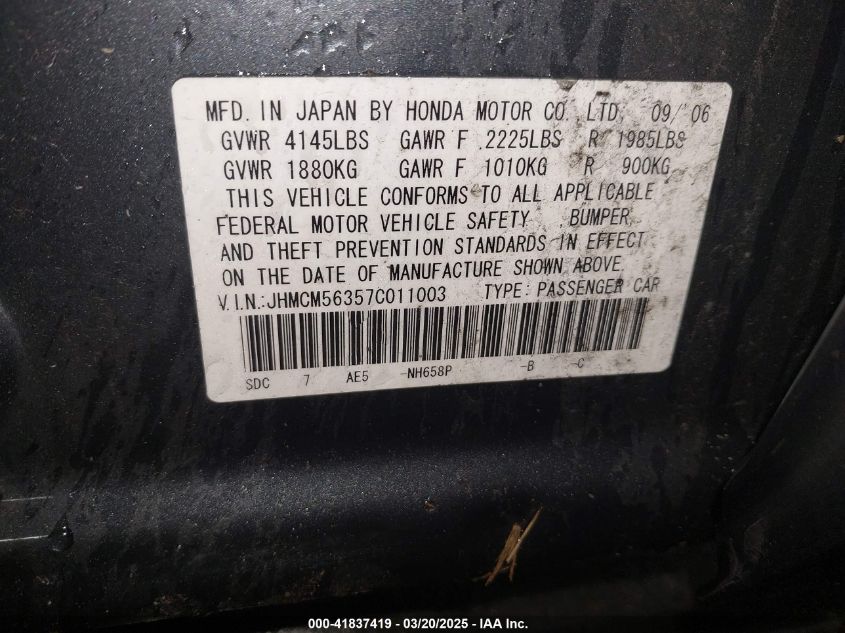 MFD. IN JAPAN BY HONDA MOTOR CO. LTD. 09/'06
GVWR 4145LBS GAWR F 2225LBS R 1985LBS
GVWR 1880KG GAWR F 1010KG R 900KG
THIS VEHICLE CONFORMS TO ALL APPLICABLE
FEDERAL MOTOR VEHICLE SAFETY , BUMPER,
AND THEFT PREVENTION STANDARDS IN EFFECT
ON THE DATE OF MANUFACTURE SHOWN ABOVE.
V.I.N.:JHMCM56357C011003 TYPE: PASSENGER CAR
SDC 7 AE5 -NH658P -B -C
000-41837419 — 03/20/2025 — IAA Inc.